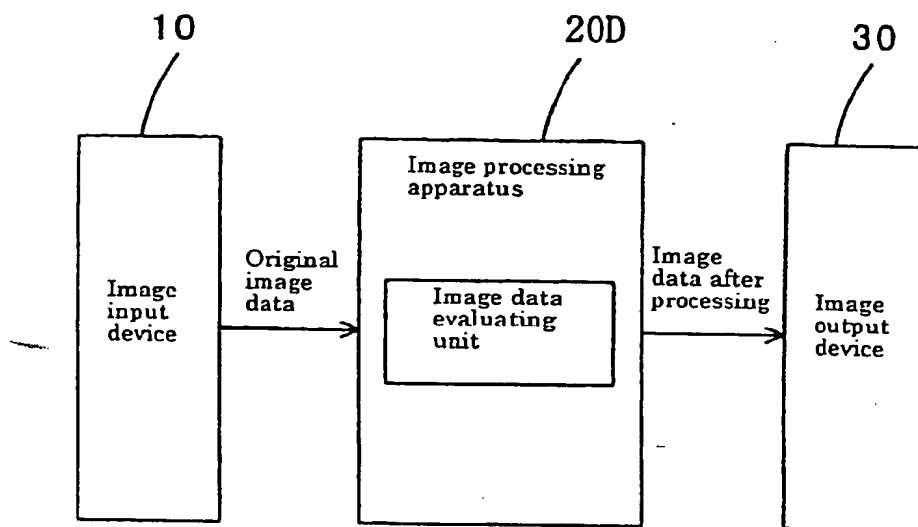 10
20D
30
Image processing
apparatus
Original
image
data
Image
data after
processing
Image
input
device
Image data
evaluating
unit
Image
output
device